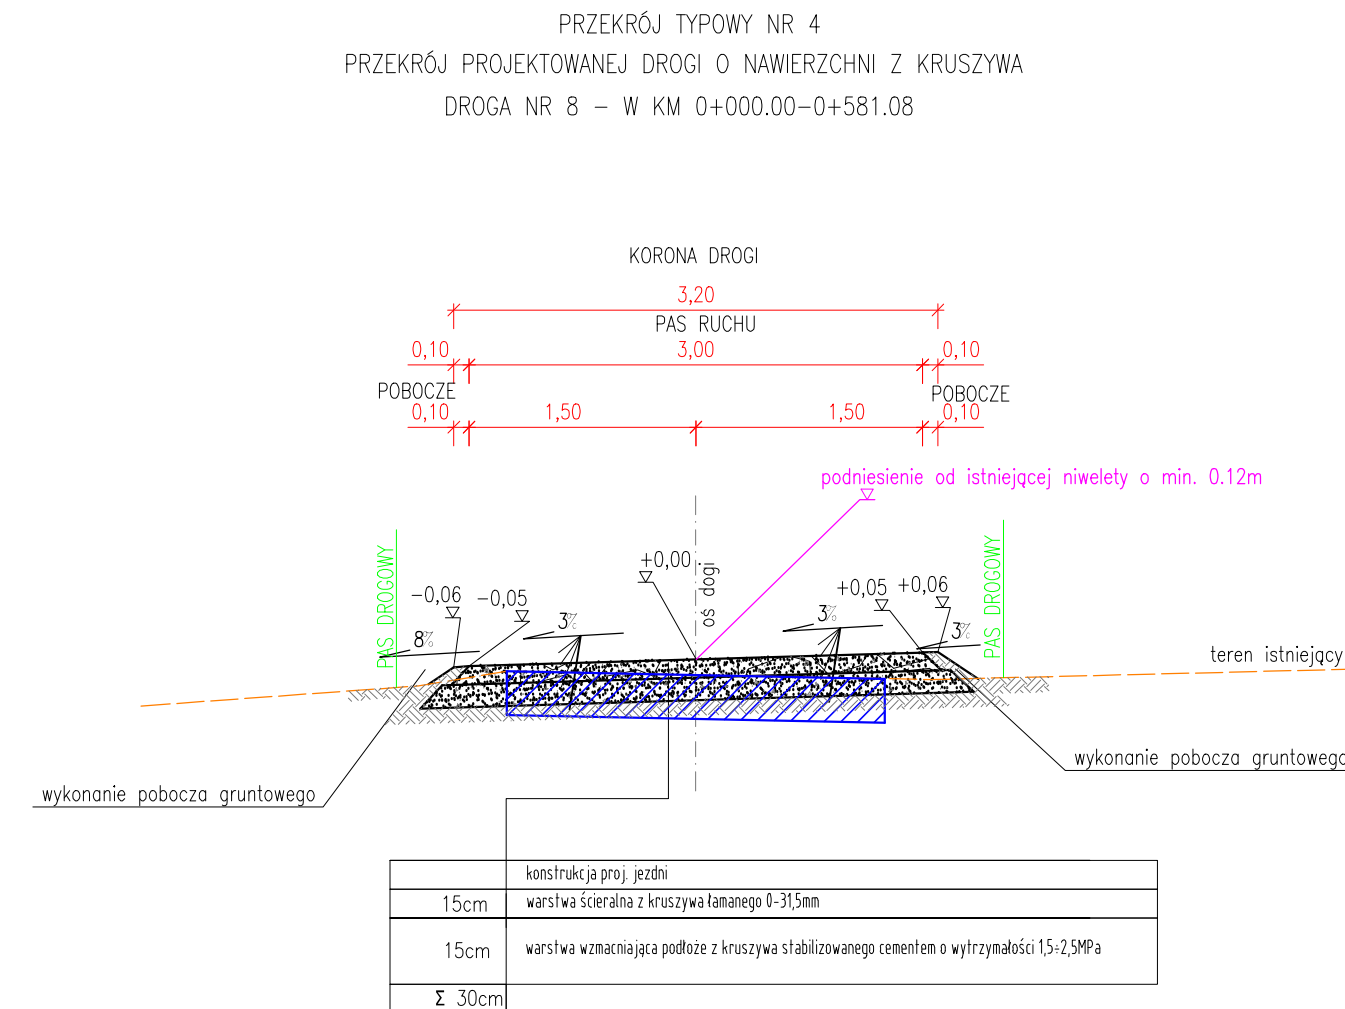 PRZEKRÓJ TYPOWY NR 4
PRZEKRÓJ PROJEKTOWANEJ DROGI O NAWIERZCHNI Z KRUSZYWA
DROGA NR 8 - W KM 0+000.00-0+581.08
KORONA DROGI
3,20
PAS RUCHU
0,10
3,00
0,10
POBOCZE
POBOCZE
0,10
1,50
1,50
0,10
podniesienie od istniejącej niwelety o min. 0.12m
PAS DROGOWY
PAS DROGOWY
+0,00
oś dogi
-0,06
-0,05
+0,05
+0,06
3%
3%
8%
3%
teren istniejący
wykonanie pobocza gruntowego
wykonanie pobocza gruntowego
konstrukcja proj. jezdni
15cm warstwa ścieralna z kruszywa łamanego 0-31,5mm
15cm warstwa wzmacniająca podłoże z kruszywa stabilizowanego cementem o wytrzymałości 1,5÷2,5MPa
Σ 30cm